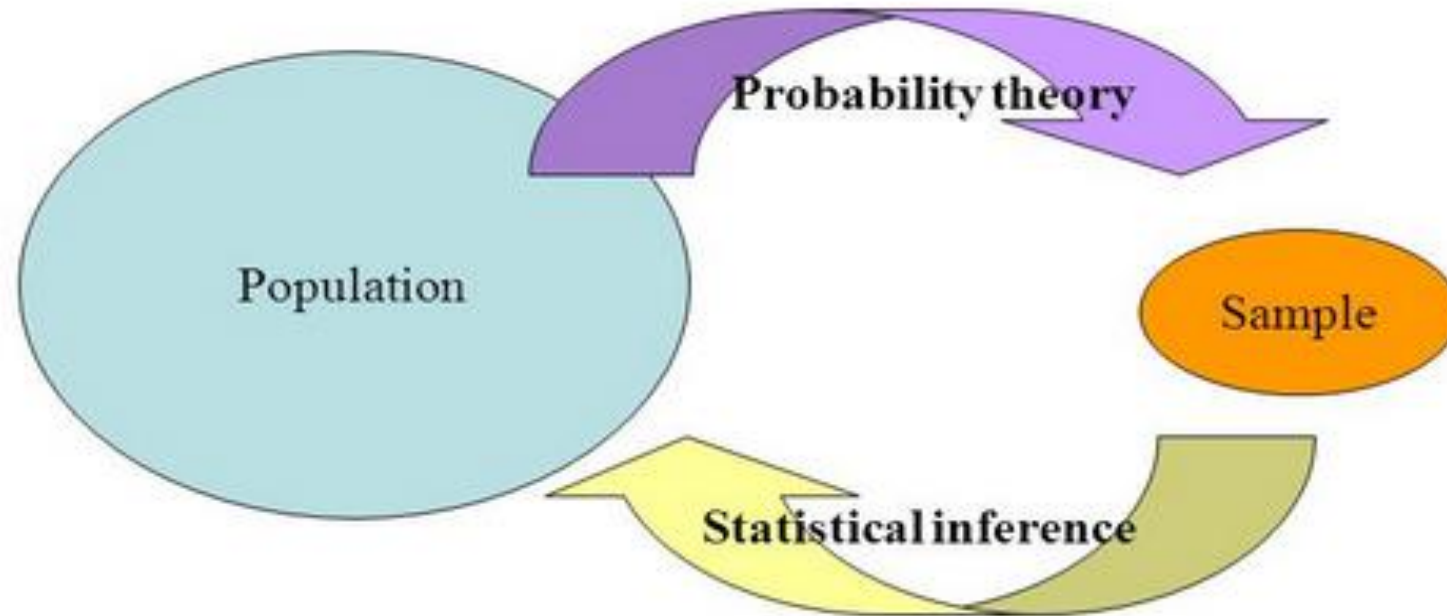 Probability theory
Population
Sample
Statistical inference